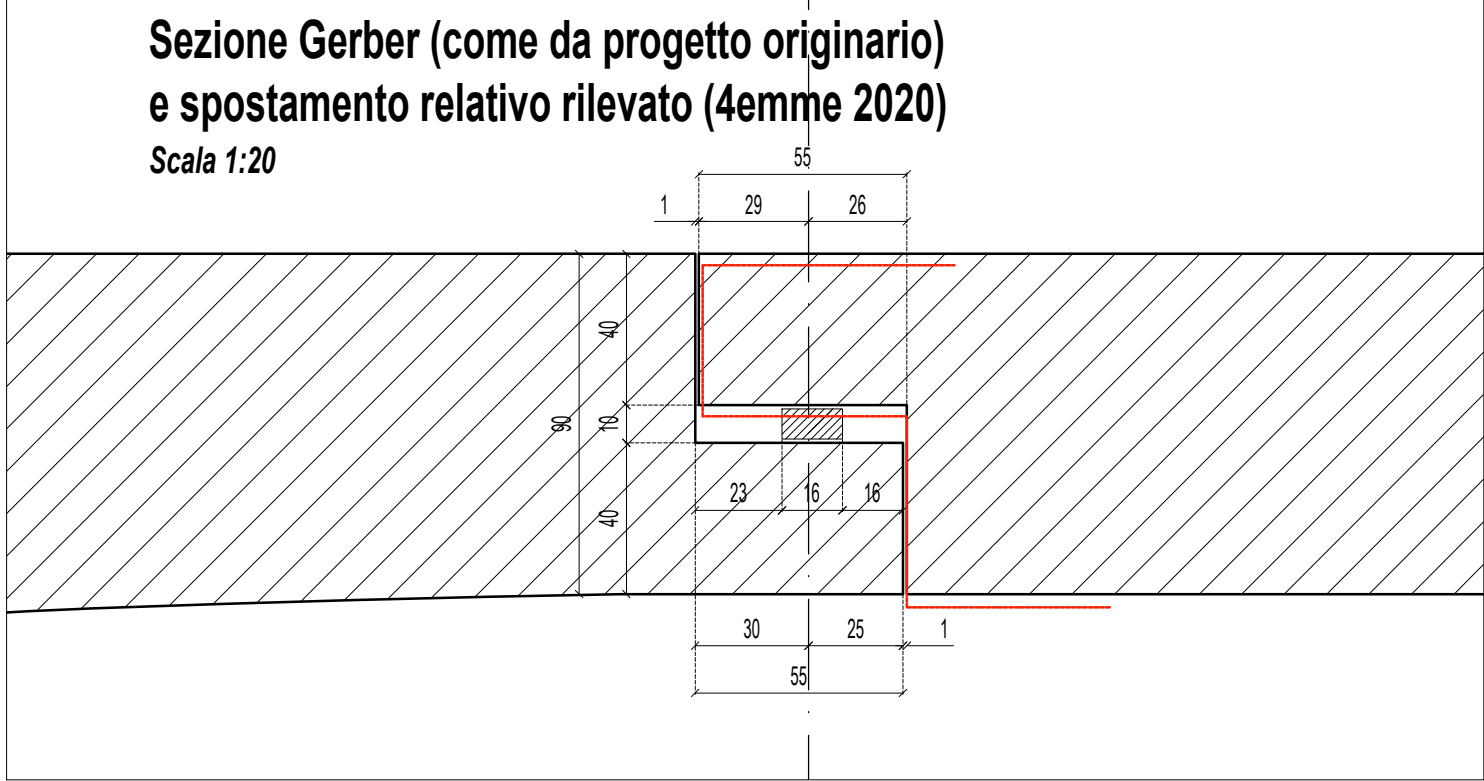 Sezione Gerber (come da progetto originario)
e spostamento relativo rilevato (4emme 2020)
Scala 1:20
55
1 29 26
40
90 10
23 16 16
40
30 25 1
55